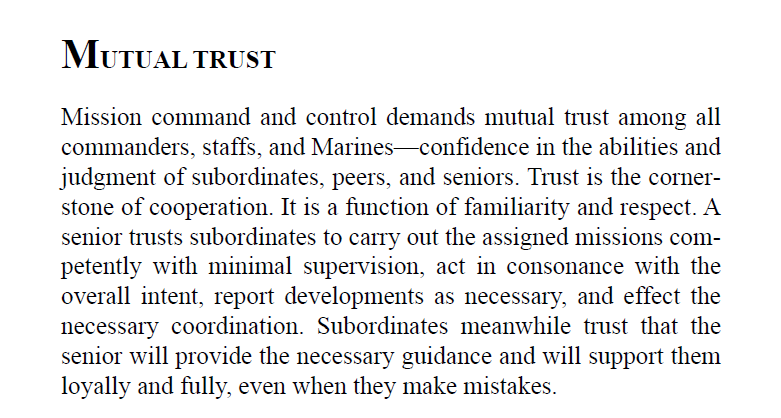 MUTUAL TRUST
Mission command and control demands mutual trust among all
commanders, staffs, and Marines—confidence in the abilities and
judgment of subordinates, peers, and seniors. Trust is the corner-
stone of cooperation. It is a function of familiarity and respect. A
senior trusts subordinates to carry out the assigned missions com-
petently with minimal supervision, act in consonance with the
overall intent, report developments as necessary, and effect the
necessary coordination. Subordinates meanwhile trust that the
senior will provide the necessary guidance and will support them
loyally and fully, even when they make mistakes.